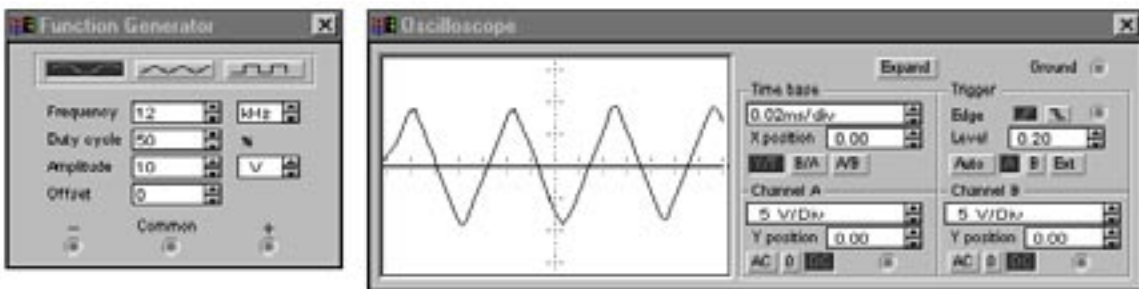 Function Generator
Frequency 12 kHz
Duty cycle 50 %
Amplitude 10 V
Offset 0
− Common +
Oscilloscope
Expand Ground
Time base
0.02ms/div
X position 0.00
Y/T B/A A/B
Trigger
Edge
Level 0.20
Auto A B Ext
Channel A
5 V/Div
Y position 0.00
AC 0 DC
Channel B
5 V/Div
Y position 0.00
AC 0 DC